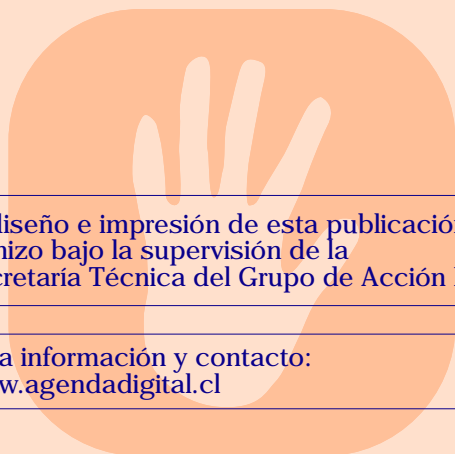 diseño e impresión de esta publicación
hizo bajo la supervisión de la
cretaría Técnica del Grupo de Acción
a información y contacto:
w.agendadigital.cl